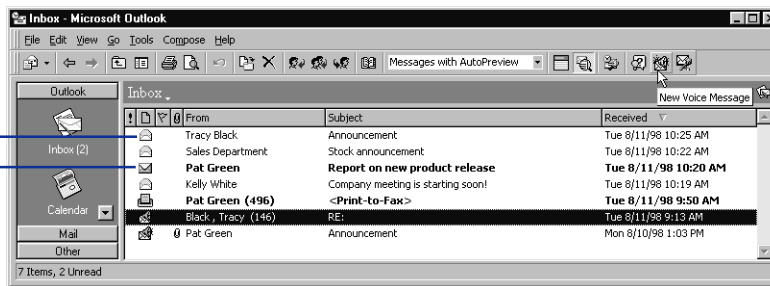 Inbox - Microsoft Outlook
File Edit View Go Tools Compose Help
Messages with AutoPreview
Outlook
Inbox
New Voice Message
! From Subject Received
Inbox (2)
Tracy Black Announcement Tue 8/11/98 10:25 AM
Sales Department Stock announcement Tue 8/11/98 10:22 AM
Pat Green Report on new product release Tue 8/11/98 10:20 AM
Kelly White Company meeting is starting soon! Tue 8/11/98 10:19 AM
Pat Green (496) <Print-to-Fax> Tue 8/11/98 9:50 AM
Calendar
Black , Tracy (146) RE: Tue 8/11/98 9:13 AM
Mail
Pat Green Announcement Mon 8/10/98 1:03 PM
Other
7 Items, 2 Unread